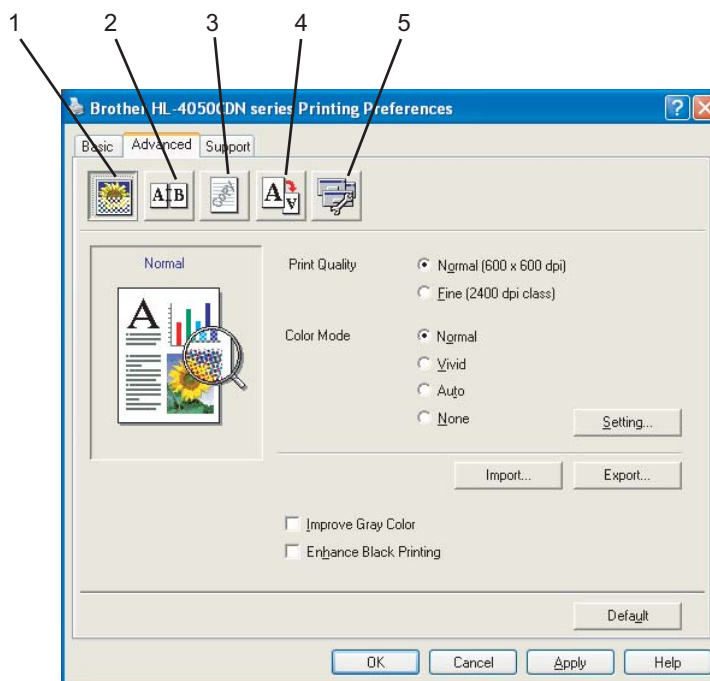 1 2 3 4 5
Brother HL-4050CDN series Printing Preferences
Basic Advanced Support
A B Copy A A
Normal
A
Print Quality
Normal (600 x 600 dpi)
Fine (2400 dpi class)
Color Mode
Normal
Vivid
Auto
None
Setting...
Import... Export...
Improve Gray Color
Enhance Black Printing
Default
OK Cancel Apply Help